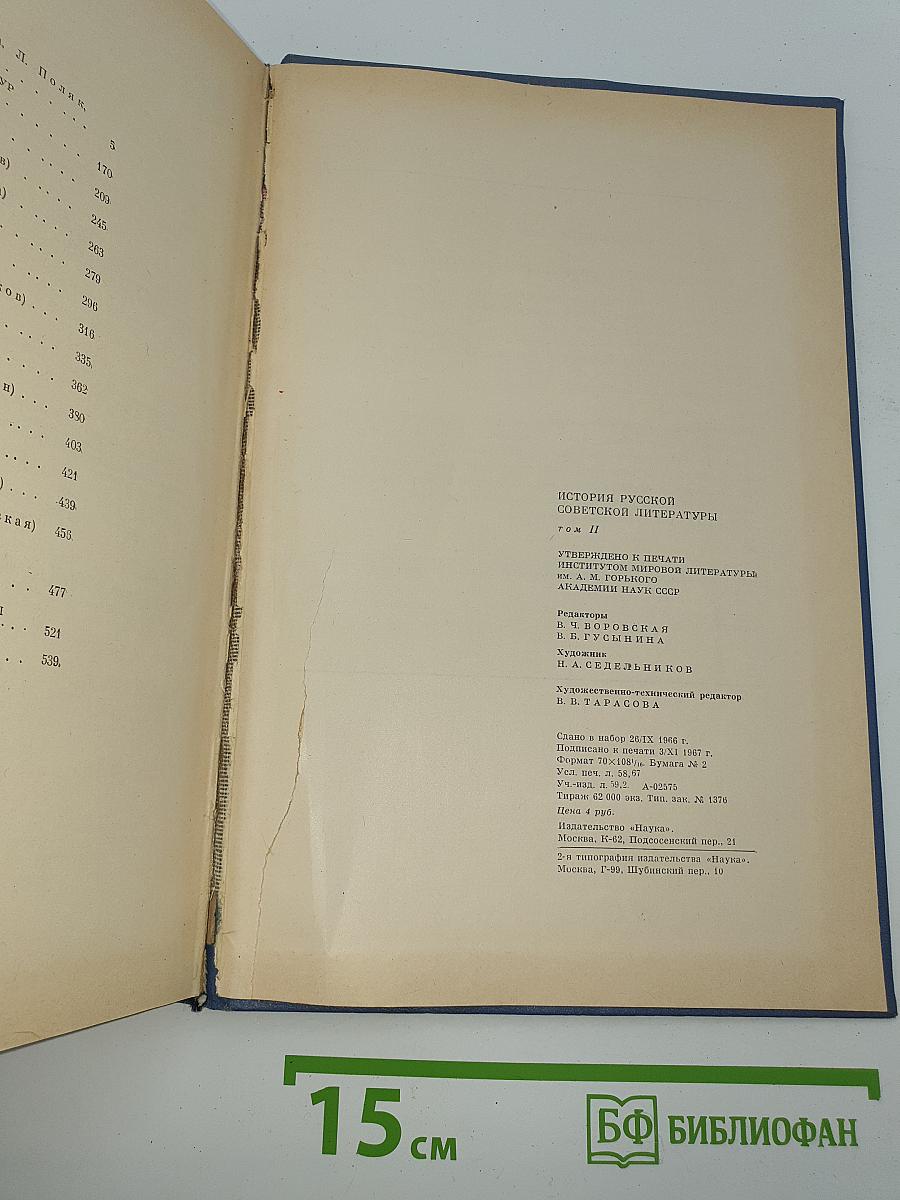 Л. Поляк,
5
УР
170
209
в)
245
263
279
296
ков)
316
335
362
380
н)
403
421
439
)
ская)
456
477
521
539
ИСТОРИЯ РУССКОЙ
СОВЕТСКОЙ ЛИТЕРАТУРЫ
том II
УТВЕРЖДЕНО К ПЕЧАТИ
ИНСТИТУТОМ МИРОВОЙ ЛИТЕРАТУРЫ
им. А. М. ГОРЬКОГО
АКАДЕМИИ НАУК СССР
Редакторы
В. Ч. ВОРОВСКАЯ
В. Б. ГУСЫНИНА
Художник
Н. А. СЕДЕЛЬНИКОВ
Художественно-технический редактор
В. В. ТАРАСОВА
Сдано в набор 26/IX 1966 г.
Подписано к печати 3/XI 1967 г.
Формат 70×108¹/₁₆. Бумага № 2
Усл. печ. л. 58,67
Уч.-изд. л. 59,2. А-02575
Тираж 62 000 экз. Тип. зак. № 1376
Цена 4 руб.
Издательство «Наука».
Москва, К-62, Подсосенский пер., 21
2-я типография издательства «Наука».
Москва, Г-99, Шубинский пер., 10
15 см
БФ БИБЛИОФАН